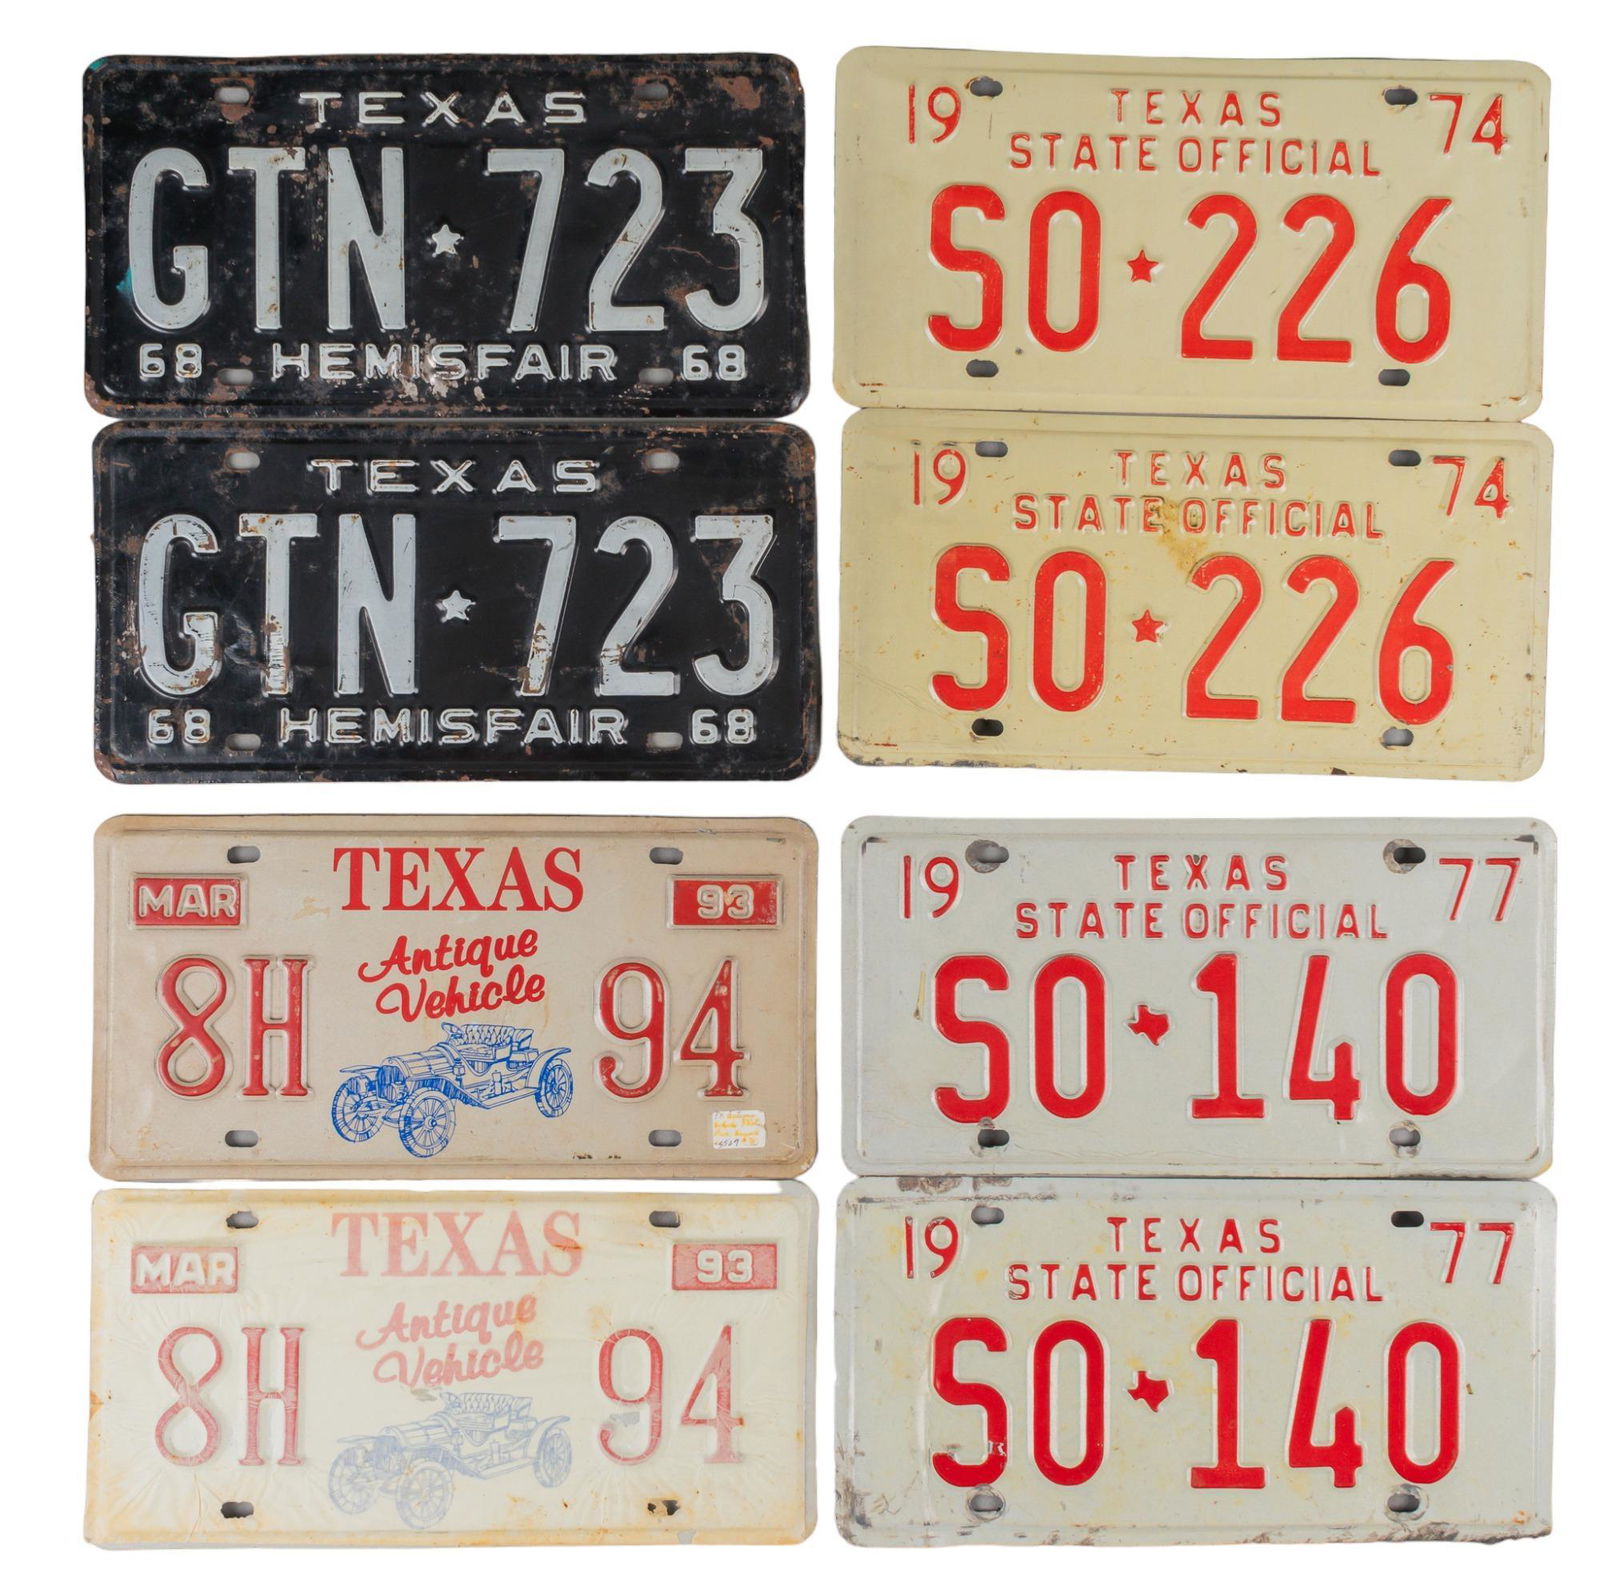 TEXAS
GTN 723
68 HEMISFAIR 68
TEXAS
GTN 723
68 HEMISFAIR 68
19 TEXAS 74
STATE OFFICIAL
SO 226
19 TEXAS 74
STATE OFFICIAL
SO 226
TEXAS
MAR 93
Antique
Vehicle
8H 94
TEXAS
MAR 93
Antique
Vehicle
8H 94
19 TEXAS 77
STATE OFFICIAL
SO 140
19 TEXAS 77
STATE OFFICIAL
SO 140